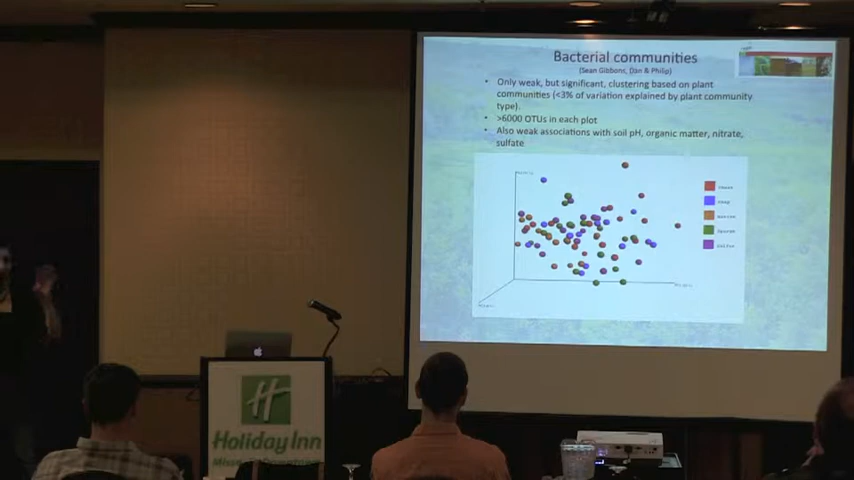 Bacterial communities
(Sean Gibbons, Dan & Philip)
• Only weak, but significant, clustering based on plant
communities (<3% of variation explained by plant community
type).
• >6000 OTUs in each plot
• Also weak associations with soil pH, organic matter, nitrate,
sulfate
H
Holiday Inn